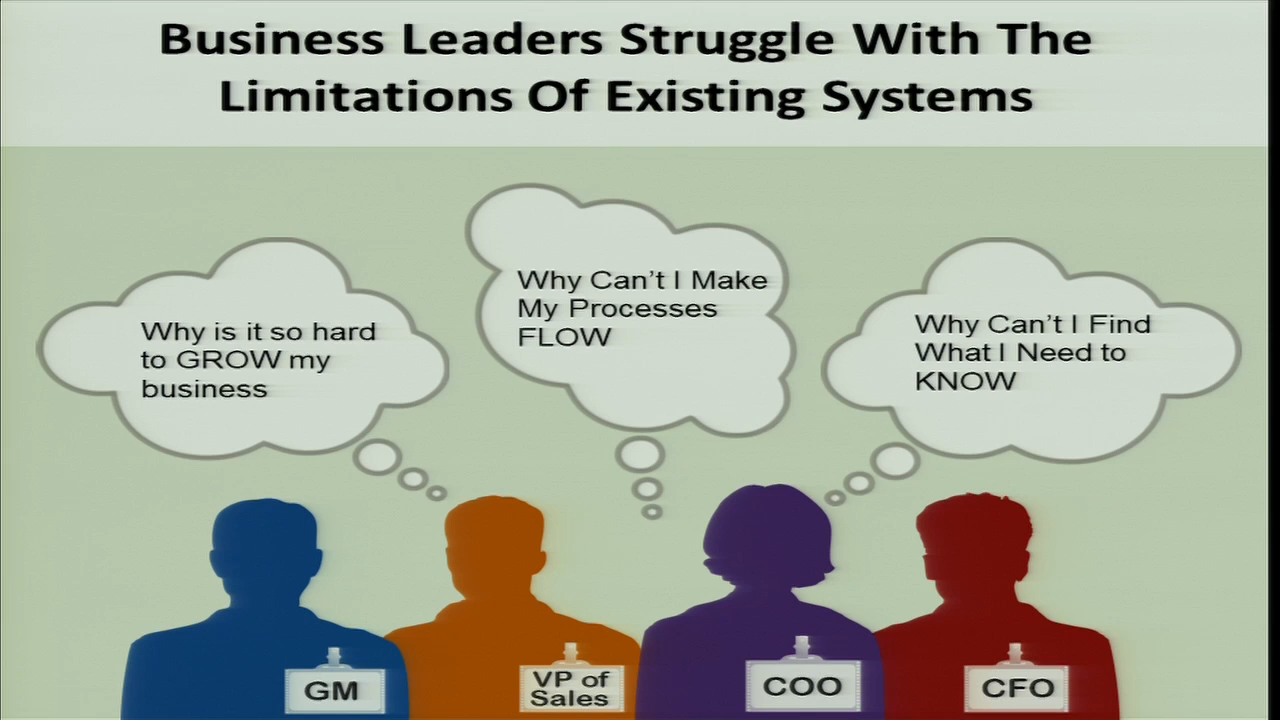 Business Leaders Struggle With The
Limitations Of Existing Systems
Why is it so hard
to GROW my
business
Why Can't I Make
My Processes
FLOW
Why Can't I Find
What I Need to
KNOW
GM
VP of
Sales
COO
CFO